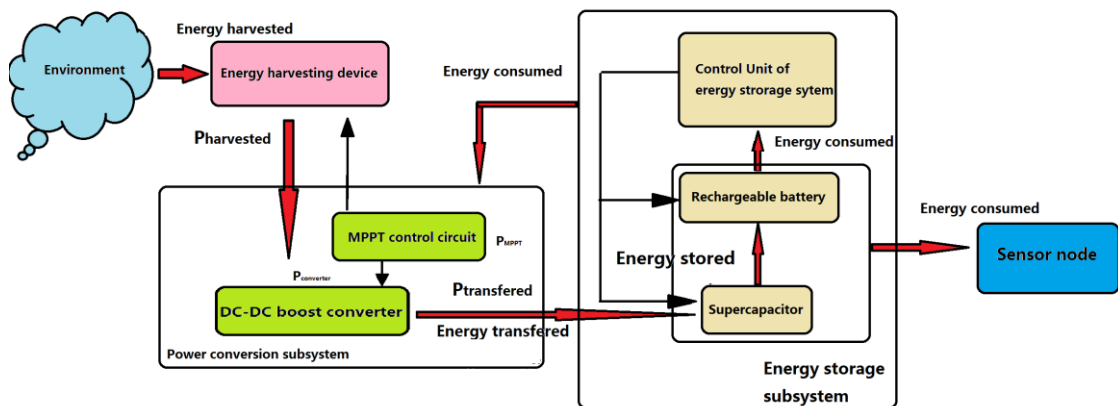 Energy harvested
Environment
Energy harvesting device
Energy consumed
Control Unit of
erergy strorage sytem
Pharvested
Energy consumed
Rechargeable battery
Energy consumed
MPPT control circuit
PMPPT
Sensor node
Energy stored
Pconverter
Ptransfered
DC-DC boost converter
Supercapacitor
Energy transfered
Power conversion subsystem
Energy storage
subsystem